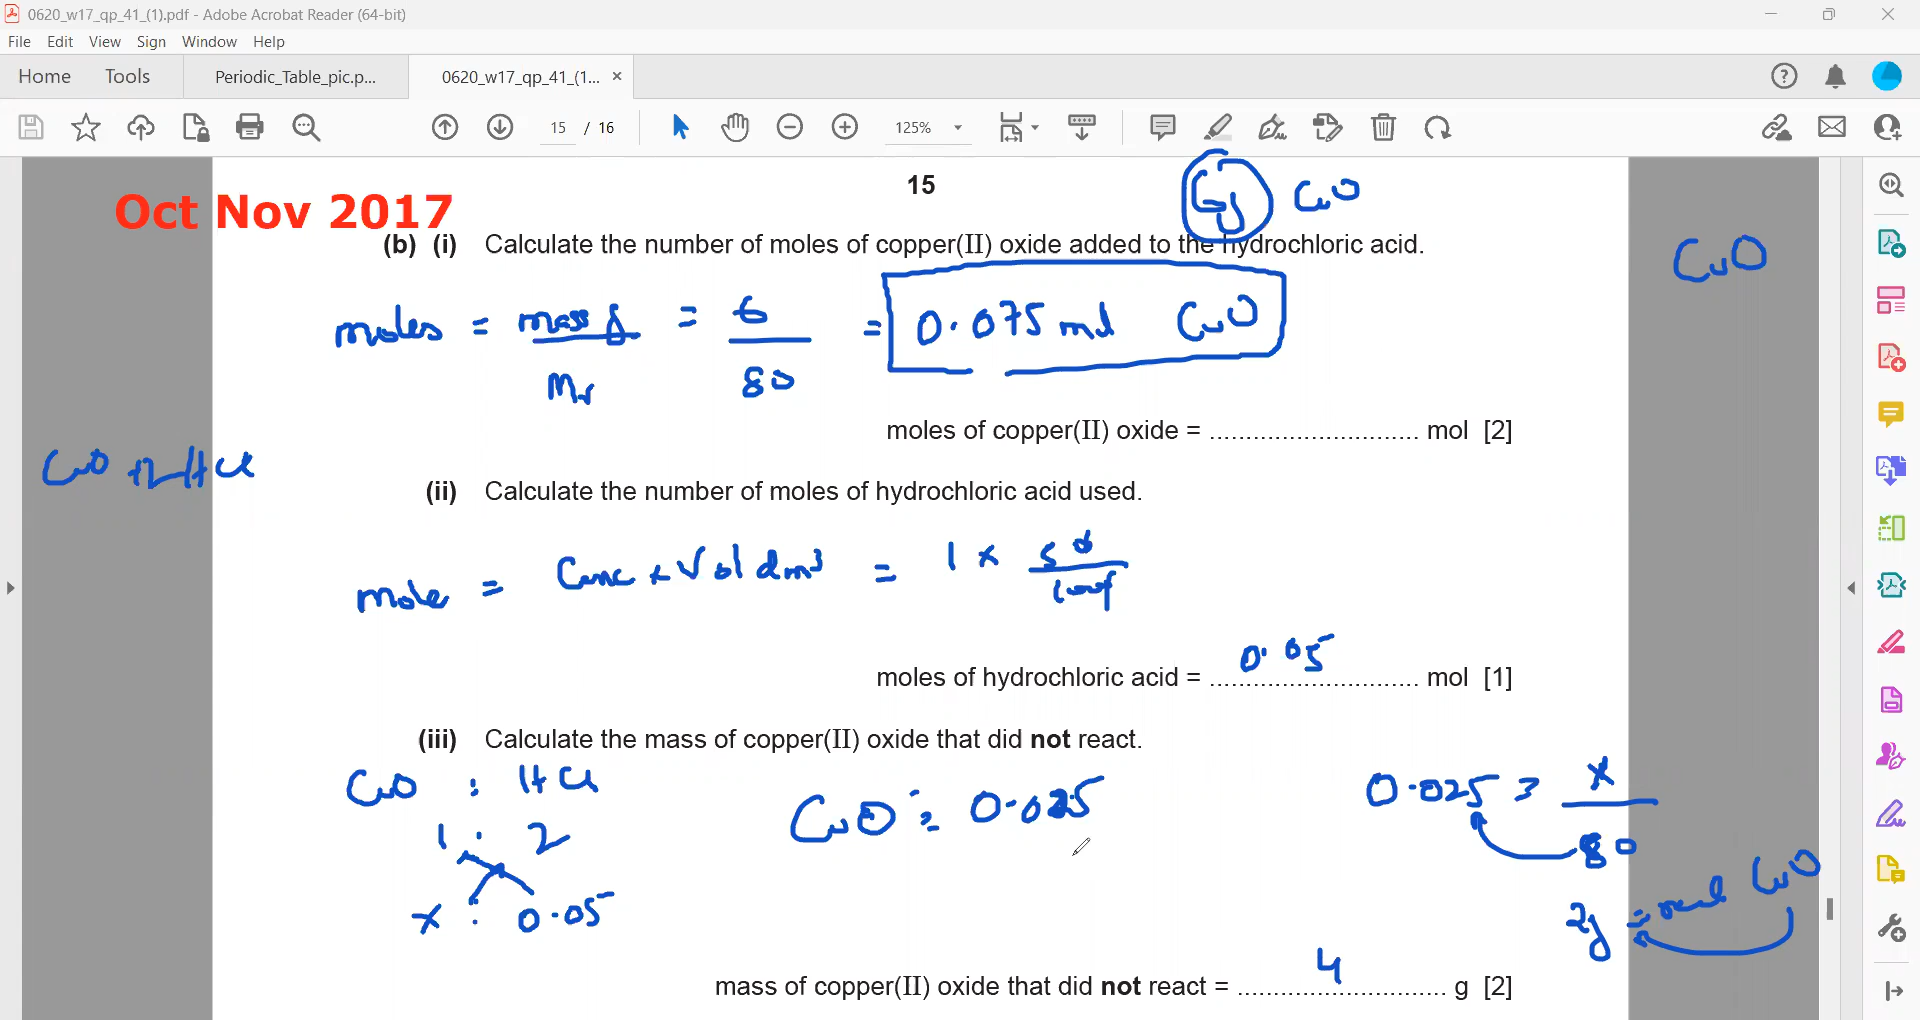 0620_w17_qp_41_(1).pdf - Adobe Acrobat Reader (64-bit)
File Edit View Sign Window Help
Home Tools Periodic_Table_pic.p... 0620_w17_qp_41_(1... ×
15 / 16 125%
15
6g CuO
Oct Nov 2017
CuO
(b) (i) Calculate the number of moles of copper(II) oxide added to the hydrochloric acid.
moles = mass g / Mr = 6 / 80 = 0.075 mol CuO
moles of copper(II) oxide = ............................. mol [2]
CuO + 2HCl
(ii) Calculate the number of moles of hydrochloric acid used.
mole = Conc x Vol dm³ = 1 x 50 / 1000
0.05
moles of hydrochloric acid = ............................. mol [1]
(iii) Calculate the mass of copper(II) oxide that did not react.
CuO : HCl
CuO = 0.025
0.025 = x / 80
1 : 2
x : 0.05
2g = reacted CuO
4
mass of copper(II) oxide that did not react = ............................. g [2]